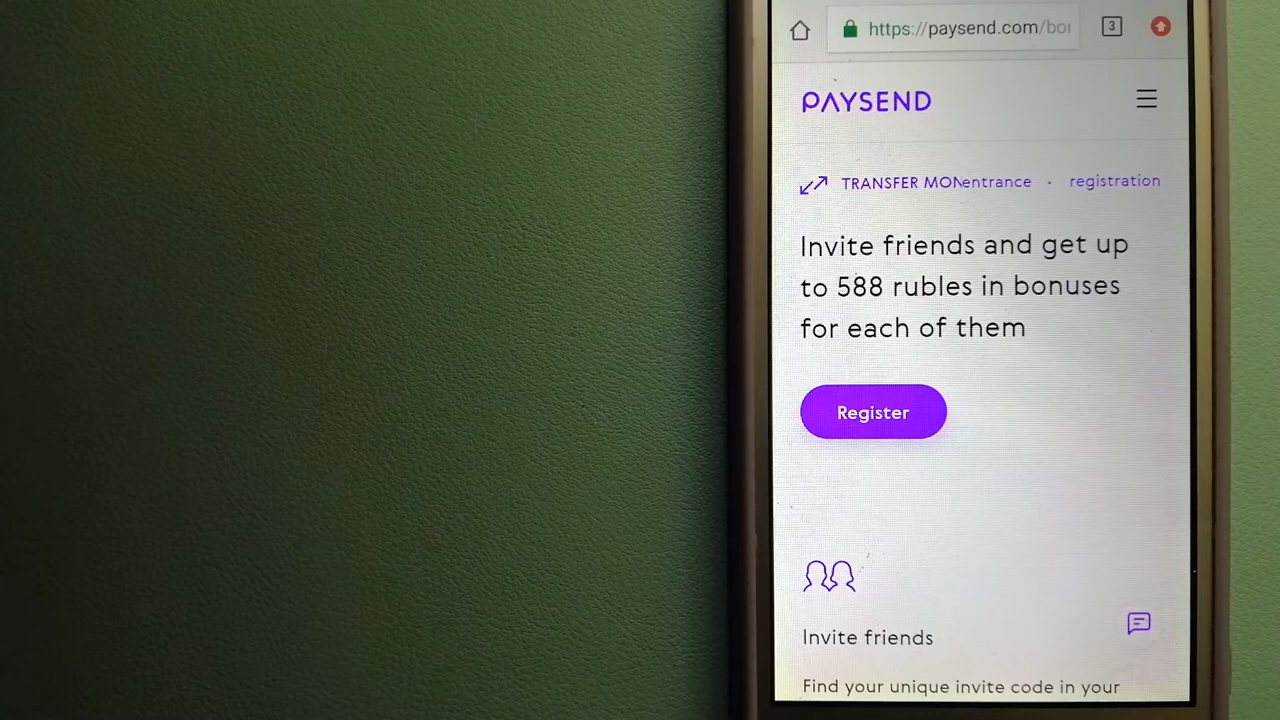 https://paysend.com/bo
3
PAYSEND
TRANSFER MONentrance · registration
Invite friends and get up
to 588 rubles in bonuses
for each of them
Register
Invite friends
Find your unique invite code in your